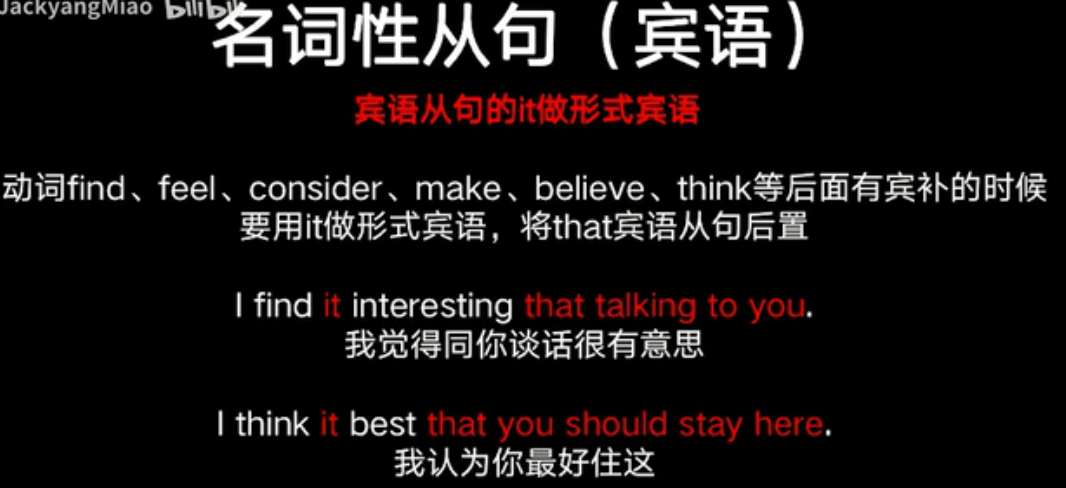 JackyangMiao bilibili
名词性从句（宾语）
宾语从句的it做形式宾语
动词find、feel、consider、make、believe、think等后面有宾补的时候
要用it做形式宾语，将that宾语从句后置
I find it interesting that talking to you.
我觉得同你谈话很有意思
I think it best that you should stay here.
我认为你最好住这